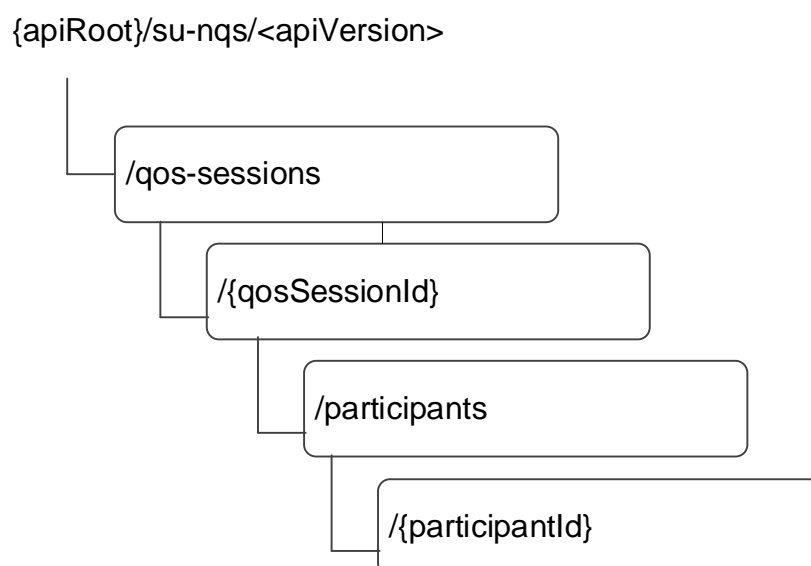 {apiRoot}/su-nqs/<apiVersion>
/qos-sessions
/{qosSessionId}
/participants
/{participantId}